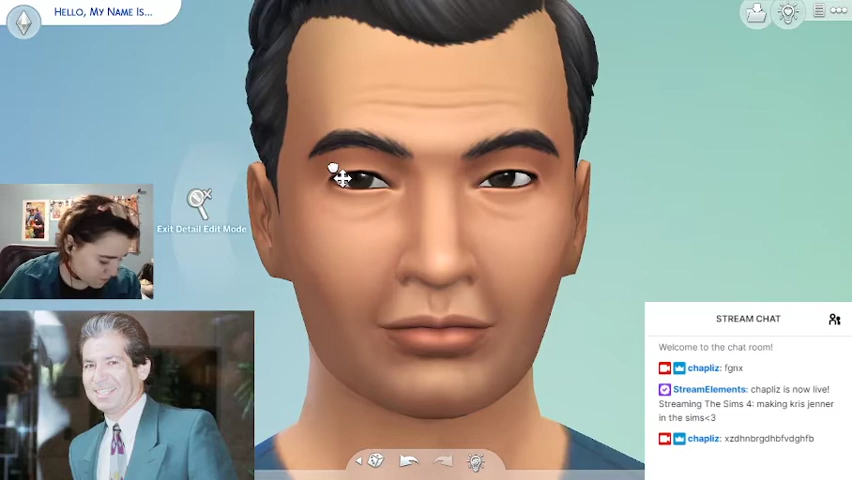 Hello, My Name Is...
Exit Detail Edit Mode
STREAM CHAT
Welcome to the chat room!
chapliz: fgnx
StreamElements: chapliz is now live!
Streaming The Sims 4: making kris jenner
in the sims<3
chapliz: xzdhnbrgdhbfvdghfb